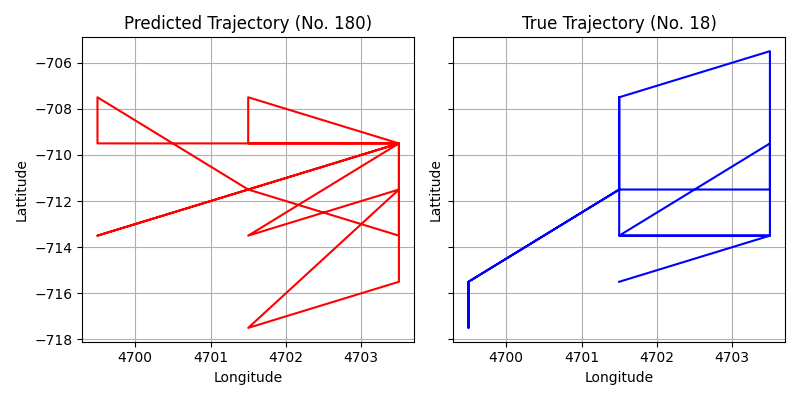 Predicted Trajectory (No. 180)
True Trajectory (No. 18)
−706
−708
−710
−712
−714
−716
−718
Lattitude
Lattitude
4700
4701
4702
4703
4700
4701
4702
4703
Longitude
Longitude